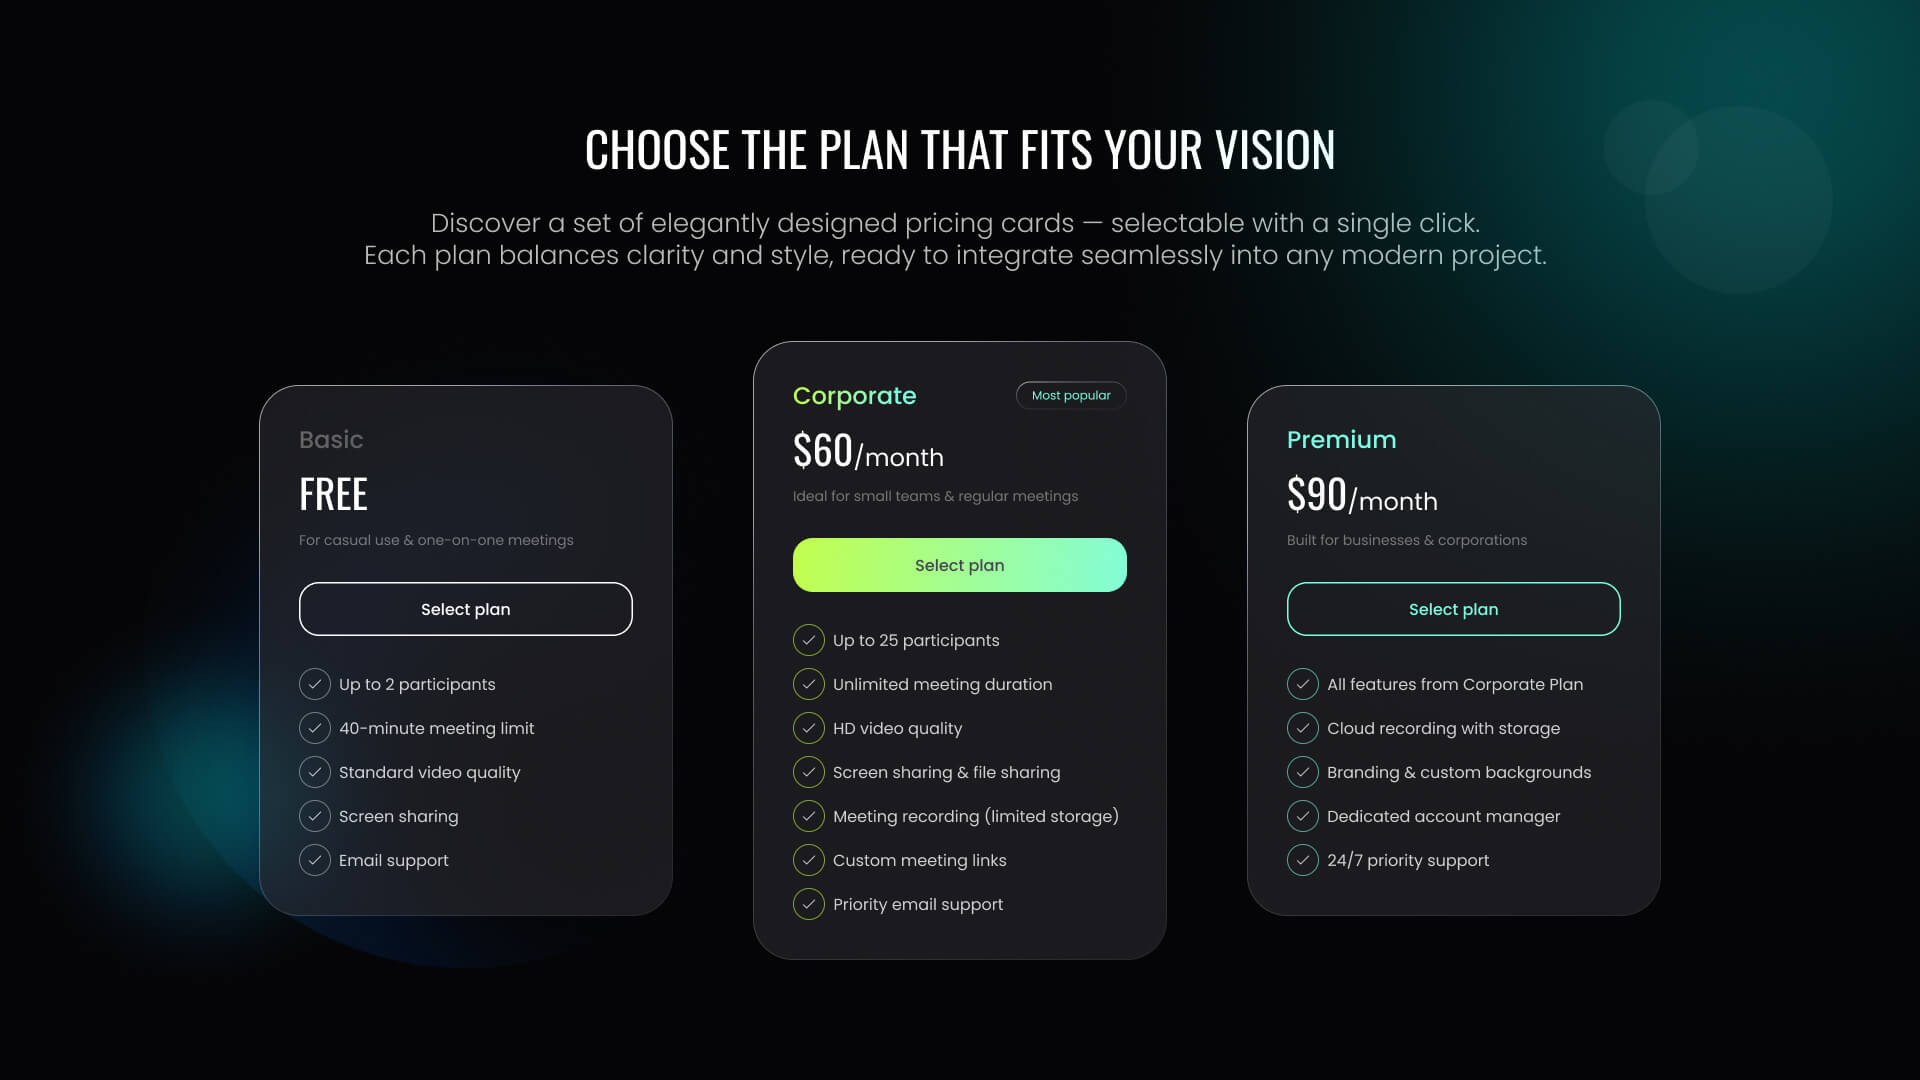 CHOOSE THE PLAN THAT FITS YOUR VISION
Discover a set of elegantly designed pricing cards — selectable with a single click.
Each plan balances clarity and style, ready to integrate seamlessly into any modern project.
Basic
FREE
For casual use & one-on-one meetings
Select plan
Up to 2 participants
40-minute meeting limit
Standard video quality
Screen sharing
Email support
Corporate
Most popular
$60/month
Ideal for small teams & regular meetings
Select plan
Up to 25 participants
Unlimited meeting duration
HD video quality
Screen sharing & file sharing
Meeting recording (limited storage)
Custom meeting links
Priority email support
Premium
$90/month
Built for businesses & corporations
Select plan
All features from Corporate Plan
Cloud recording with storage
Branding & custom backgrounds
Dedicated account manager
24/7 priority support